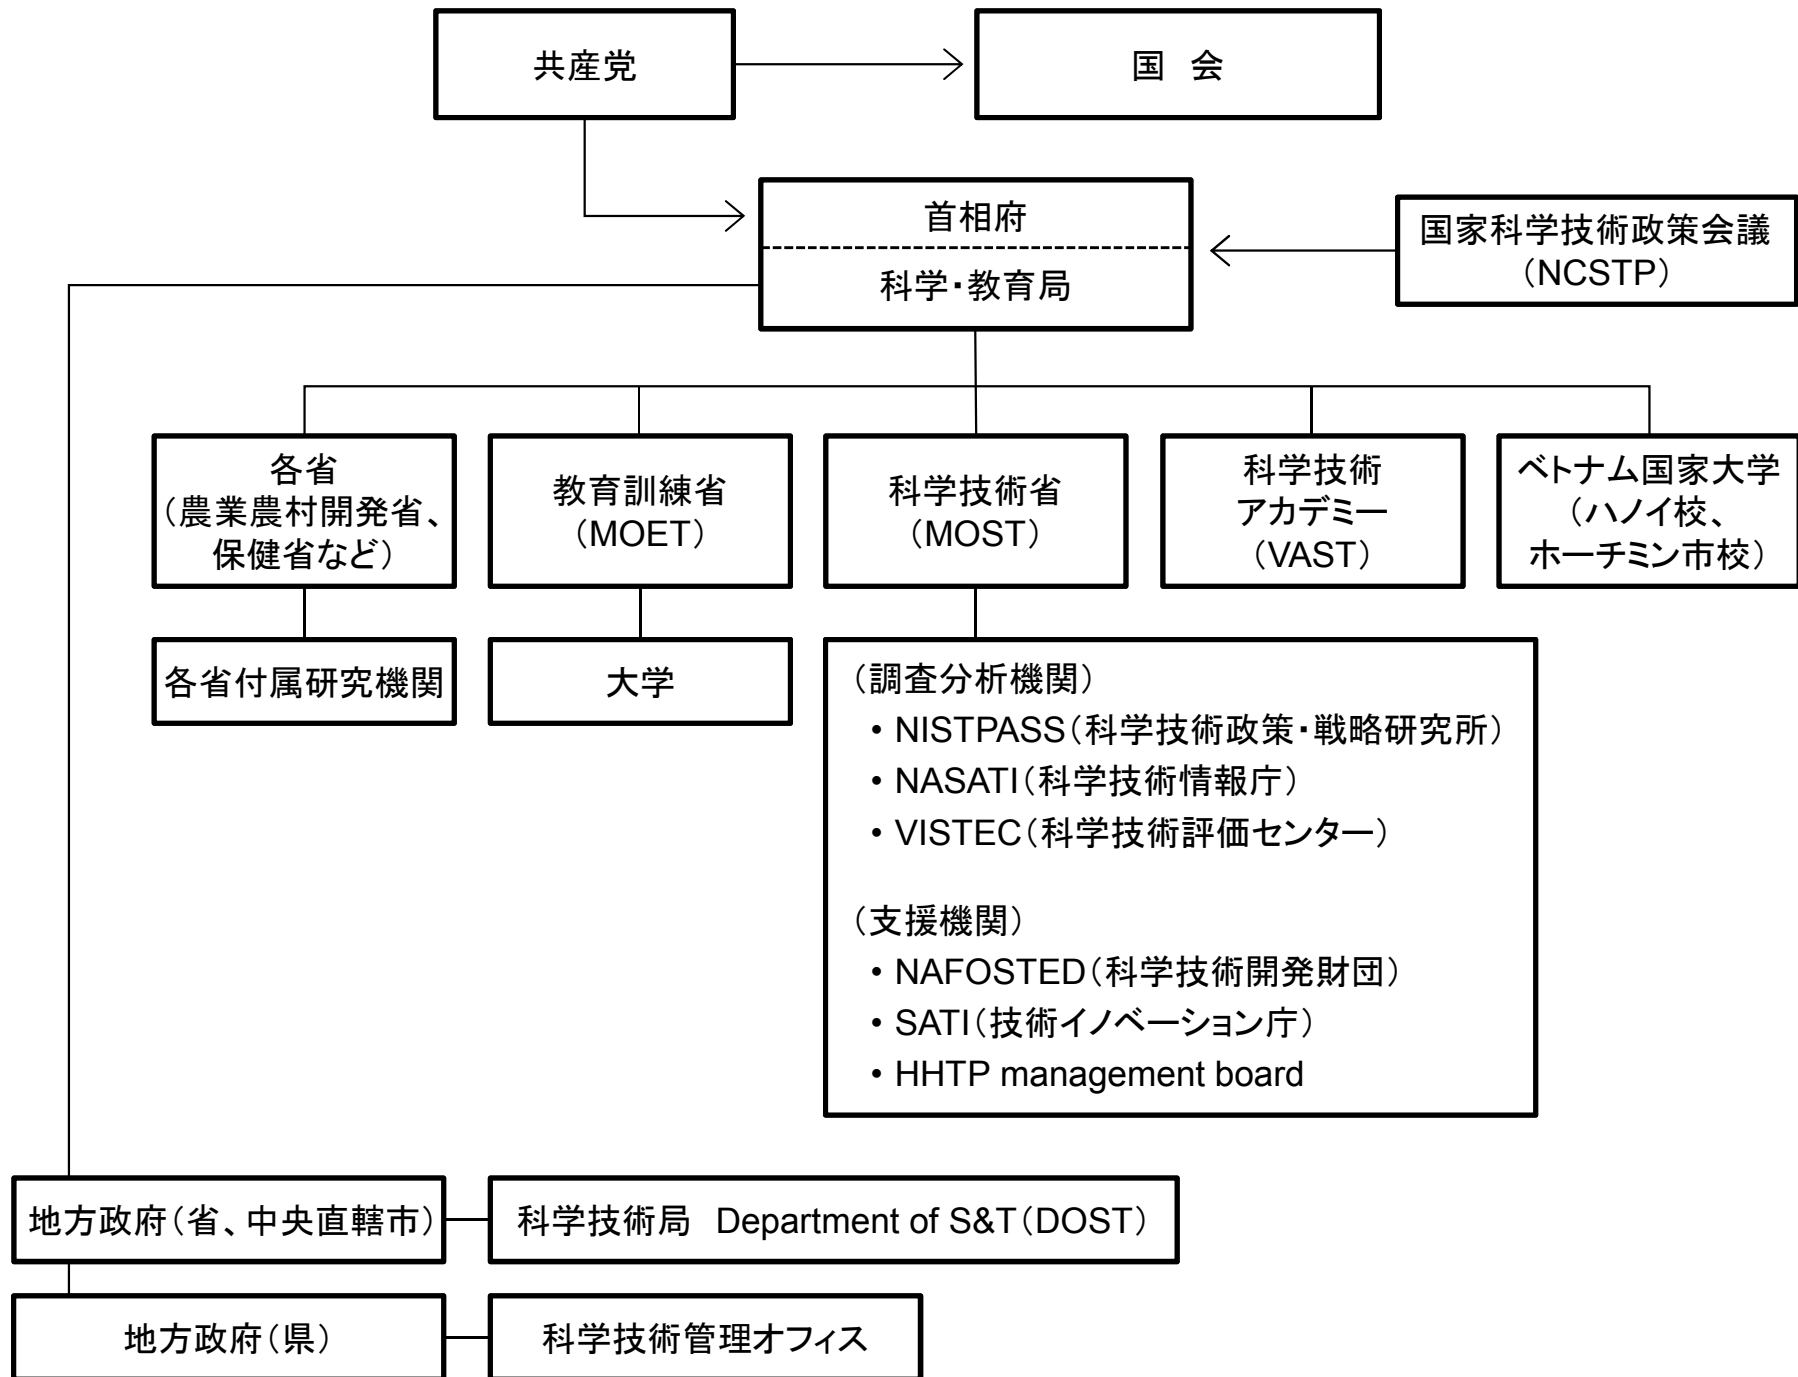 共産党
国 会
首相府
科学・教育局
国家科学技術政策会議
（NCSTP）
各省
（農業農村開発省、
保健省など）
教育訓練省
（MOET）
科学技術省
（MOST）
科学技術
アカデミー
（VAST）
ベトナム国家大学
（ハノイ校、
ホーチミン市校）
各省付属研究機関
大学
（調査分析機関）
・NISTPASS（科学技術政策・戦略研究所）
・NASATI（科学技術情報庁）
・VISTEC（科学技術評価センター）
（支援機関）
・NAFOSTED（科学技術開発財団）
・SATI（技術イノベーション庁）
・HHTP management board
地方政府（省、中央直轄市）
科学技術局 Department of S&T（DOST）
地方政府（県）
科学技術管理オフィス